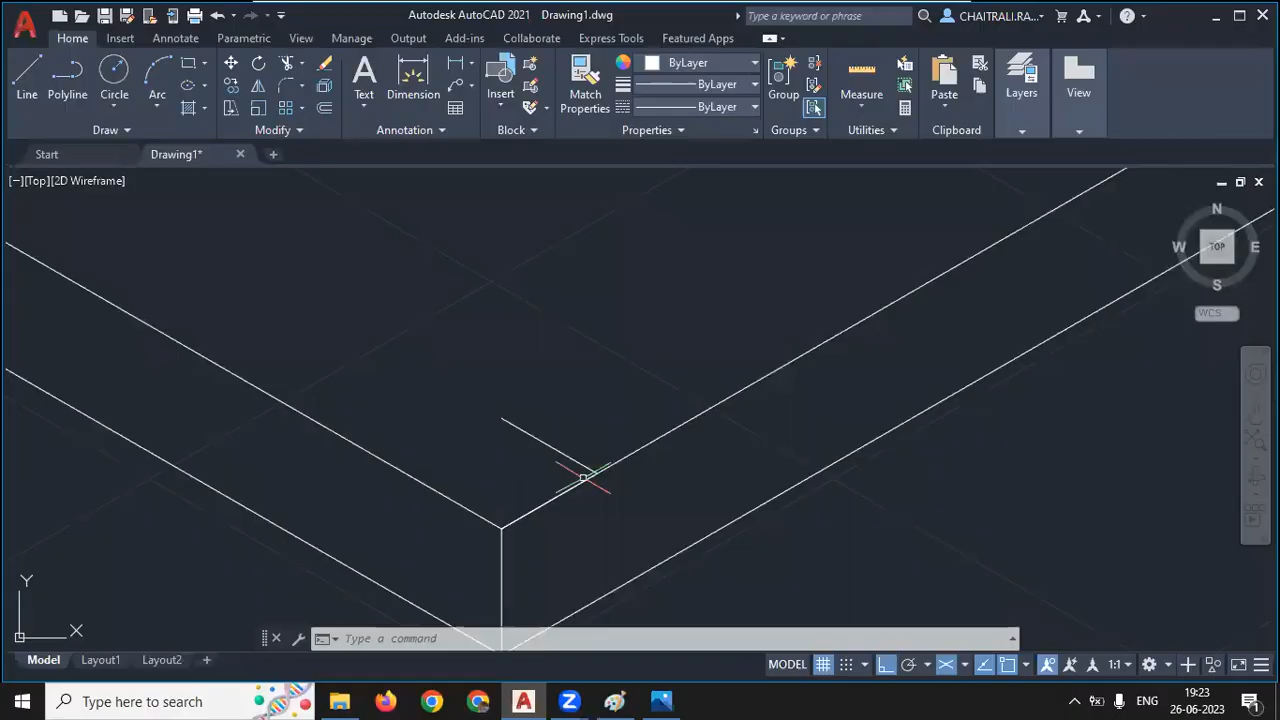 Autodesk AutoCAD 2021 Drawing1.dwg
Type a keyword or phrase
CHAITRALI.RA...
Home Insert Annotate Parametric View Manage Output Add-ins Collaborate Express Tools Featured Apps
Line Polyline Circle Arc
Draw
Modify
Text Dimension
Annotation
Insert
Block
Match Properties
ByLayer
ByLayer
ByLayer
Properties
Group
Groups
Measure
Utilities
Paste
Clipboard
Layers
View
Start Drawing1*
[−][Top][2D Wireframe]
N
W TOP E
S
WCS
Y
X
Type a command
Model Layout1 Layout2
MODEL 1:1
Type here to search
ENG
19:23
26-06-2023
1